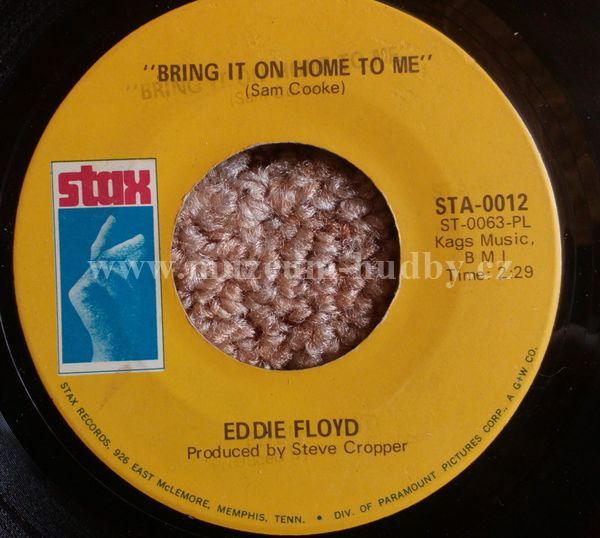 "BRING IT ON HOME TO ME"
(Sam Cooke)
stax
STA-0012
ST-0063-PL
Kags Music,
B M I
Time: 2:29
www.muzeum-hudby.cz
EDDIE FLOYD
Produced by Steve Cropper
STAX RECORDS, 926 EAST McLEMORE, MEMPHIS, TENN. • DIV. OF PARAMOUNT PICTURES CORP., A G+W CO.